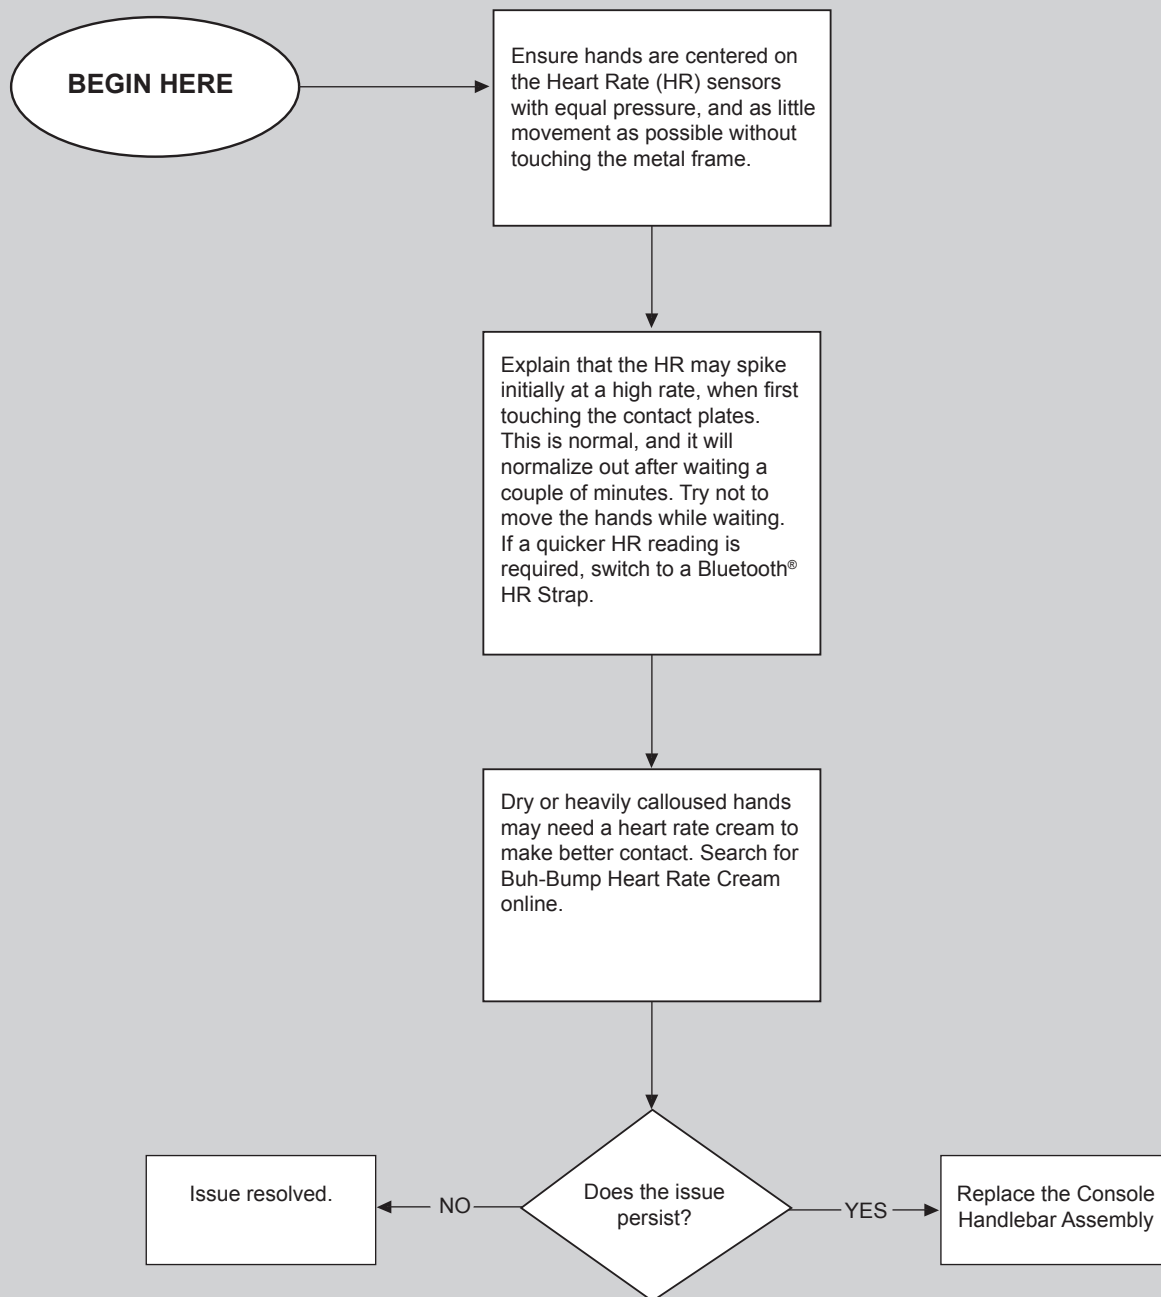 BEGIN HERE
Ensure hands are centered on
the Heart Rate (HR) sensors
with equal pressure, and as little
movement as possible without
touching the metal frame.
Explain that the HR may spike
initially at a high rate, when first
touching the contact plates.
This is normal, and it will
normalize out after waiting a
couple of minutes. Try not to
move the hands while waiting.
If a quicker HR reading is
required, switch to a Bluetooth®
HR Strap.
Dry or heavily calloused hands
may need a heart rate cream to
make better contact. Search for
Buh-Bump Heart Rate Cream
online.
Does the issue
persist?
NO
Issue resolved.
YES
Replace the Console
Handlebar Assembly